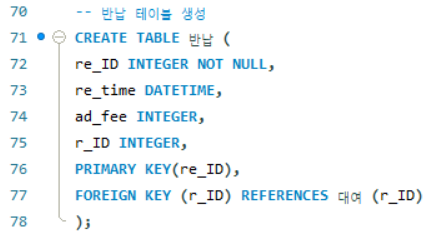 70 -- 반납 테이블 생성
71 CREATE TABLE 반납 (
72 re_ID INTEGER NOT NULL,
73 re_time DATETIME,
74 ad_fee INTEGER,
75 r_ID INTEGER,
76 PRIMARY KEY(re_ID),
77 FOREIGN KEY (r_ID) REFERENCES 대여 (r_ID)
78 );